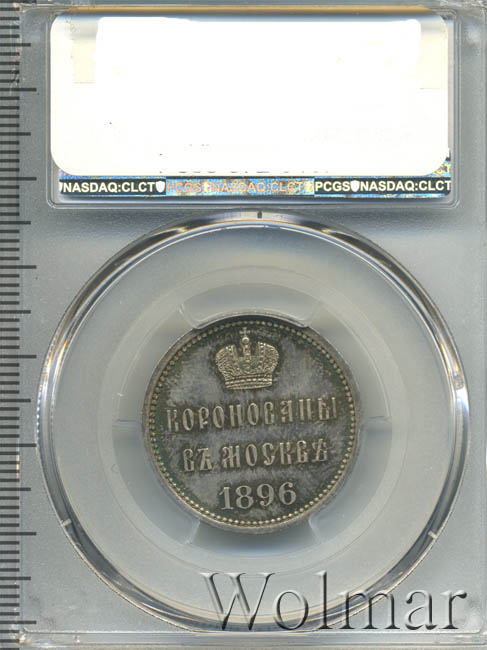 NASDAQ:CLCT PCGS NASDAQ:CLCT PCGS NASDAQ:CLCT
КОРОНОВАНЫ
ВЪ МОСКВѢ
1896
Wolmar